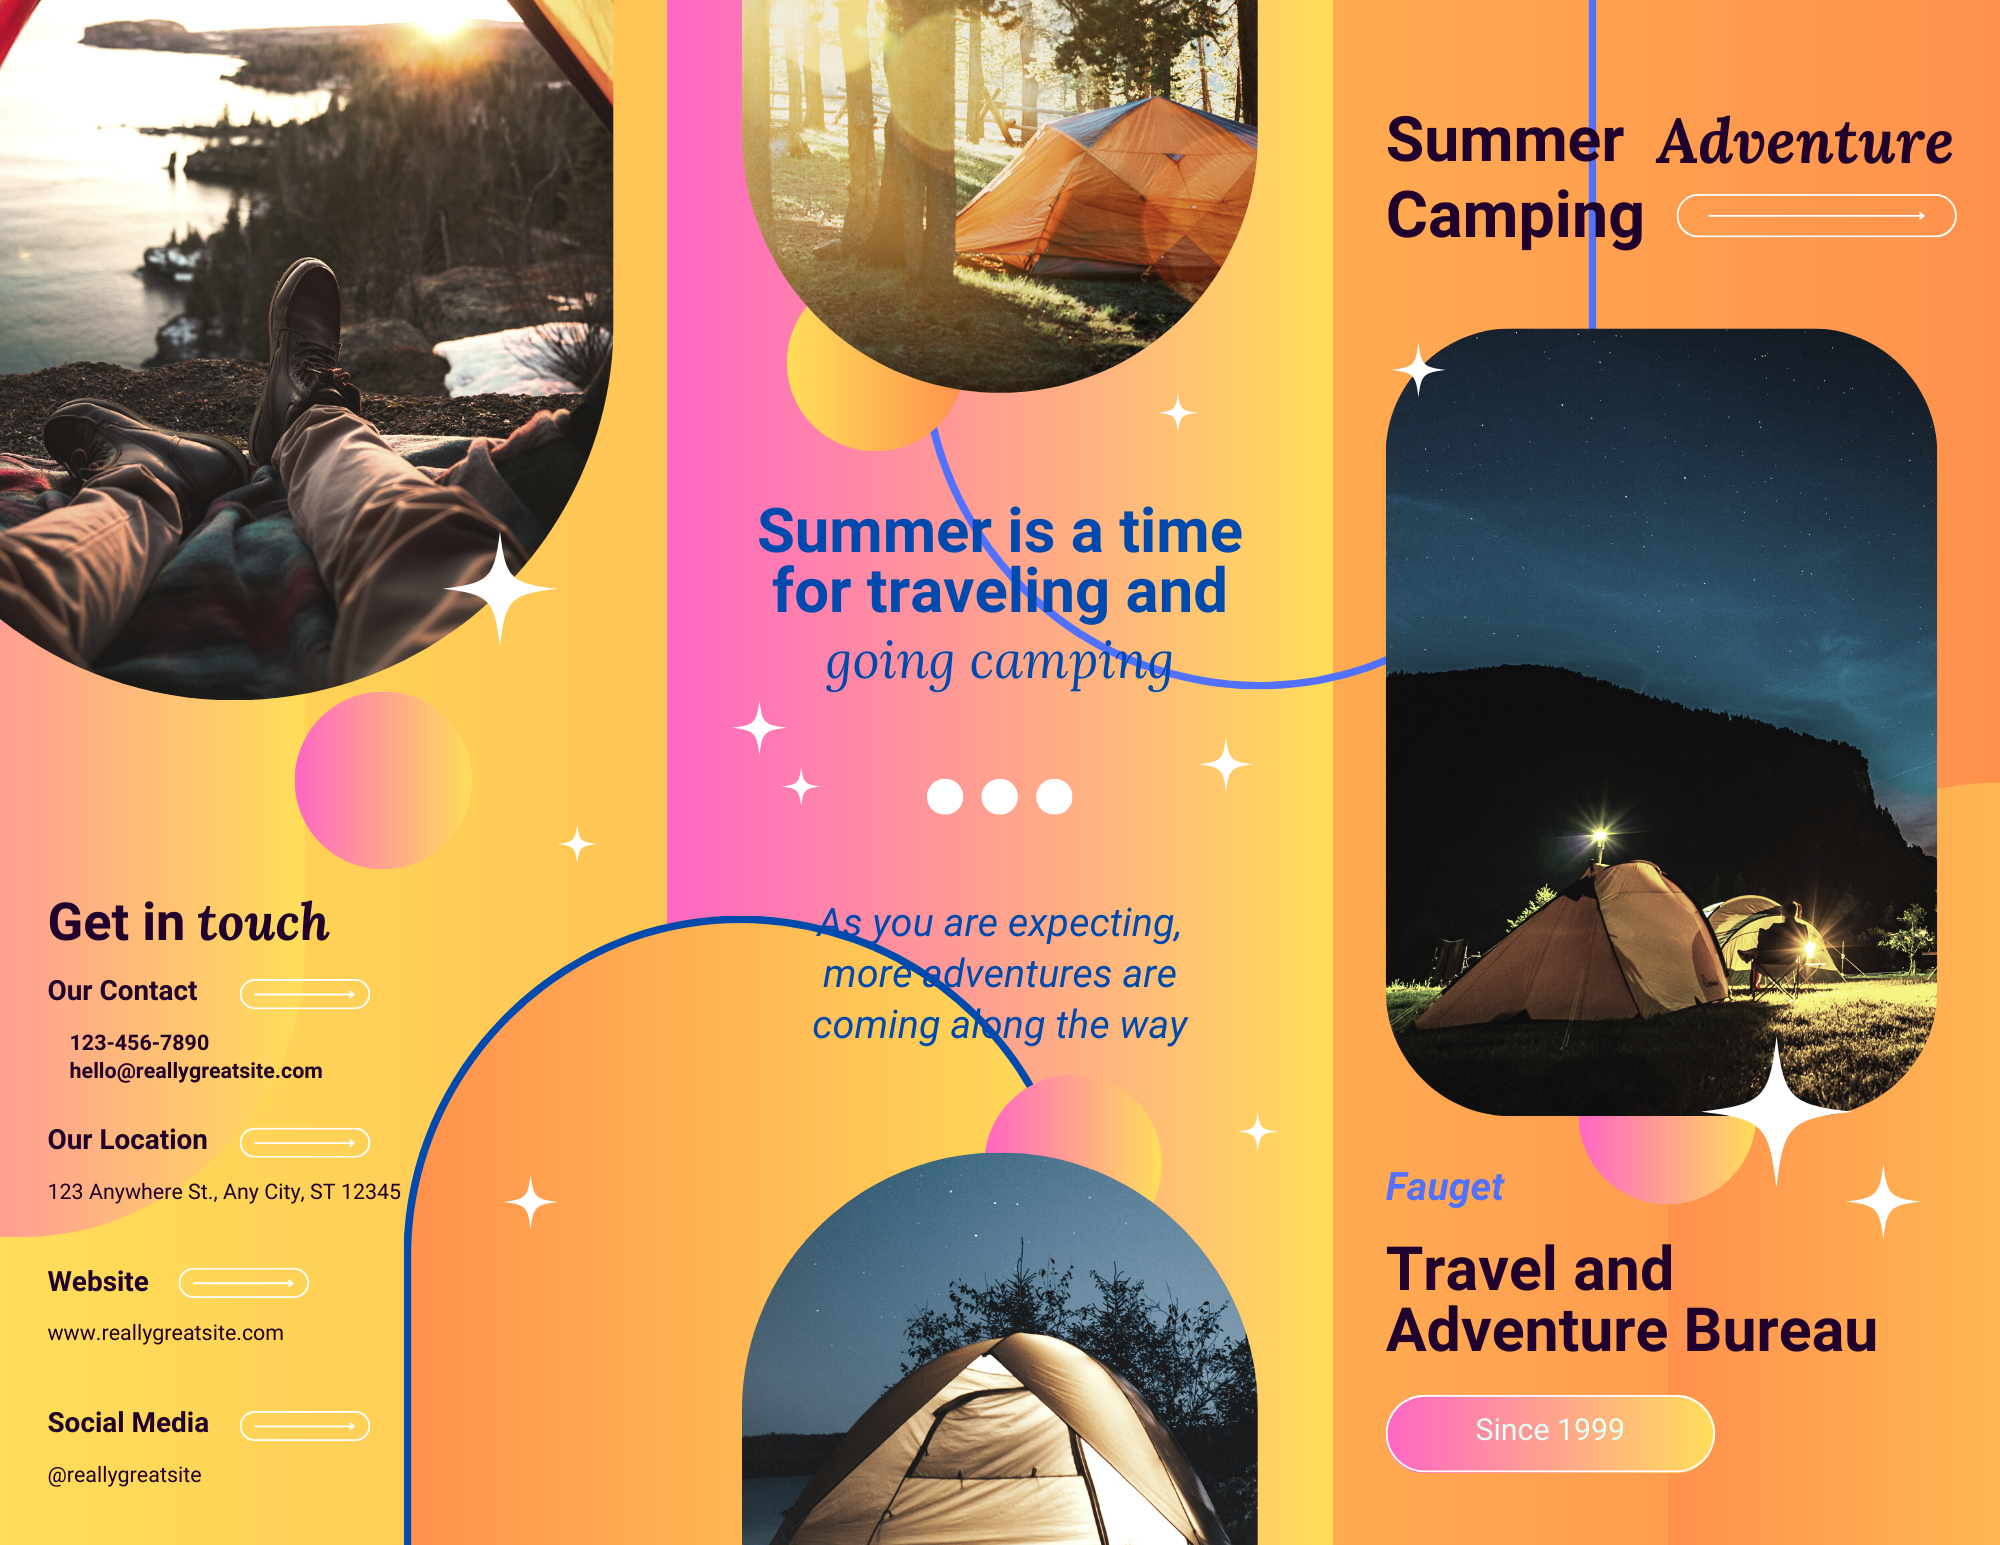 Get in touch
Our Contact
123-456-7890
hello@reallygreatsite.com
Our Location
123 Anywhere St., Any City, ST 12345
Website
www.reallygreatsite.com
Social Media
@reallygreatsite
Summer is a time
for traveling and
going camping
As you are expecting,
more adventures are
coming along the way
Summer Adventure
Camping
Fauget
Travel and
Adventure Bureau
Since 1999